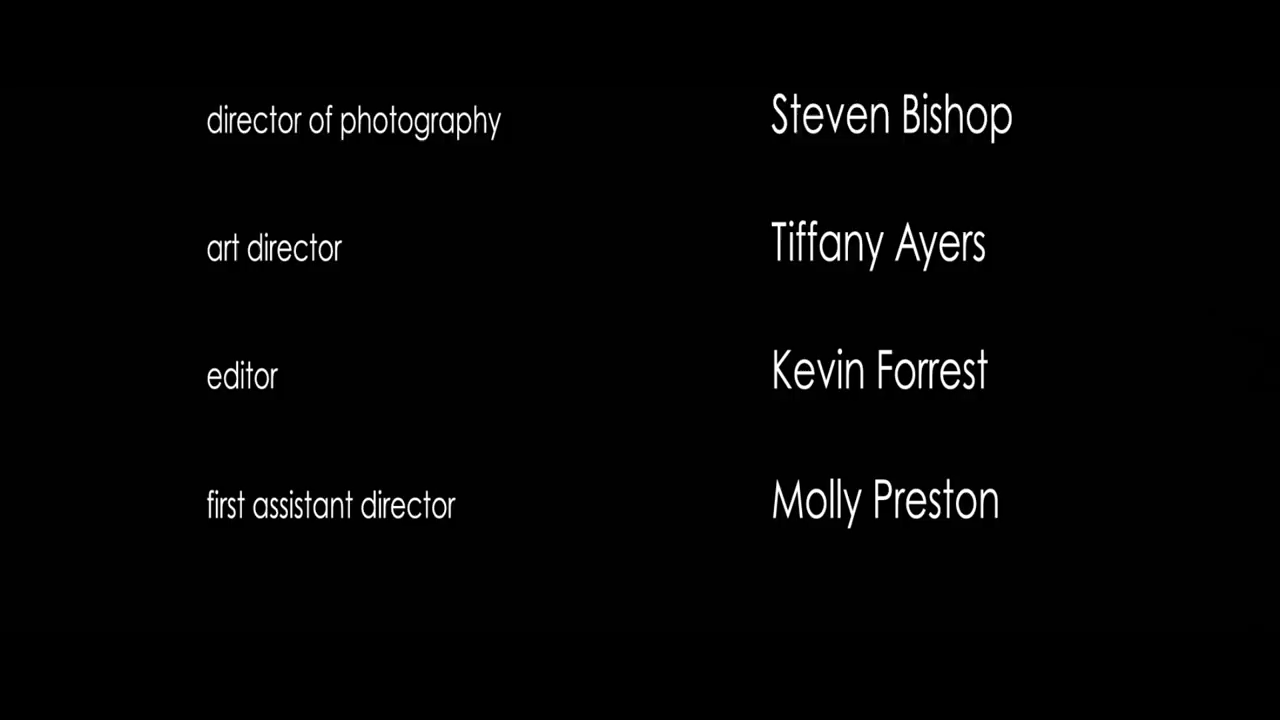 director of photography Steven Bishop
art director Tiffany Ayers
editor Kevin Forrest
first assistant director Molly Preston